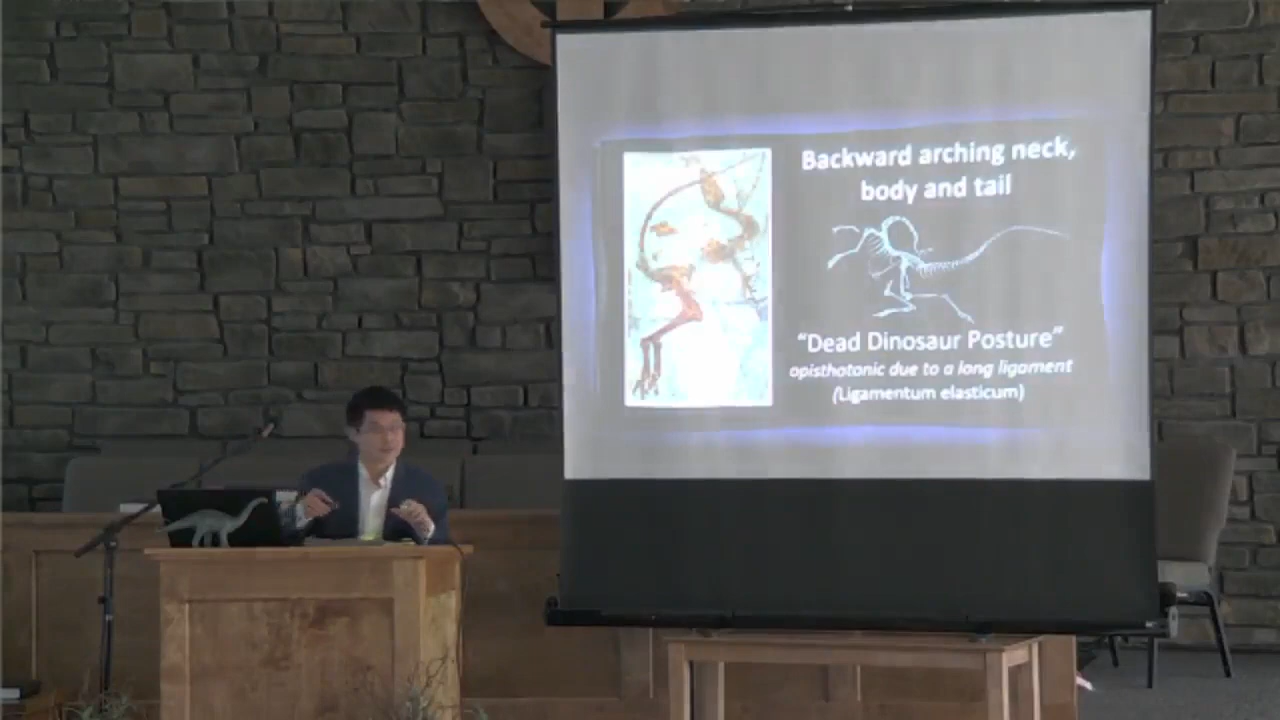 Backward arching neck,
body and tail
“Dead Dinosaur Posture”
opisthotonic due to a long ligament
(Ligamentum elasticum)